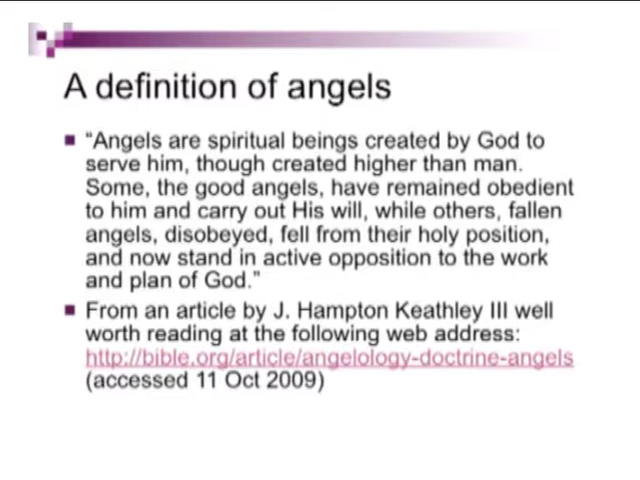 A definition of angels
"Angels are spiritual beings created by God to
serve him, though created higher than man.
Some, the good angels, have remained obedient
to him and carry out His will, while others, fallen
angels, disobeyed, fell from their holy position,
and now stand in active opposition to the work
and plan of God."
From an article by J. Hampton Keathley III well
worth reading at the following web address:
http://bible.org/article/angelology-doctrine-angels
(accessed 11 Oct 2009)